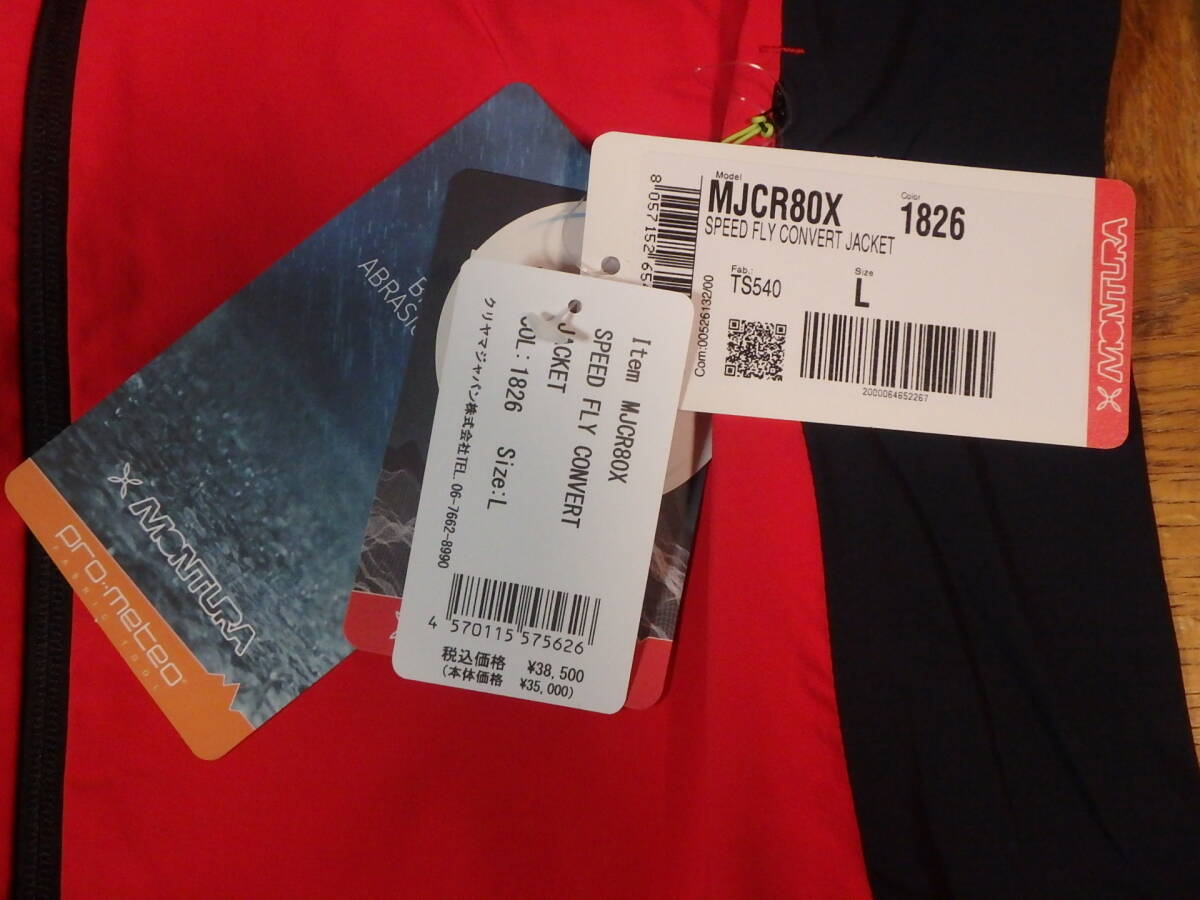 Model
MJCR80X
Color
1826
SPEED FLY CONVERT JACKET
Fab.:
TS540
Size
L
2000064652267
Com:00526132/00
MONTURA
Item MJCR80X
SPEED FLY CONVERT
JACKET
COL:1826 Size:L
クリヤマジャパン株式会社TEL. 06-7662-8990
4 570115 575626
税込価格 ¥38,500
(本体価格 ¥35,000)
MONTURA
pro-meteo
FABRIC TOOL